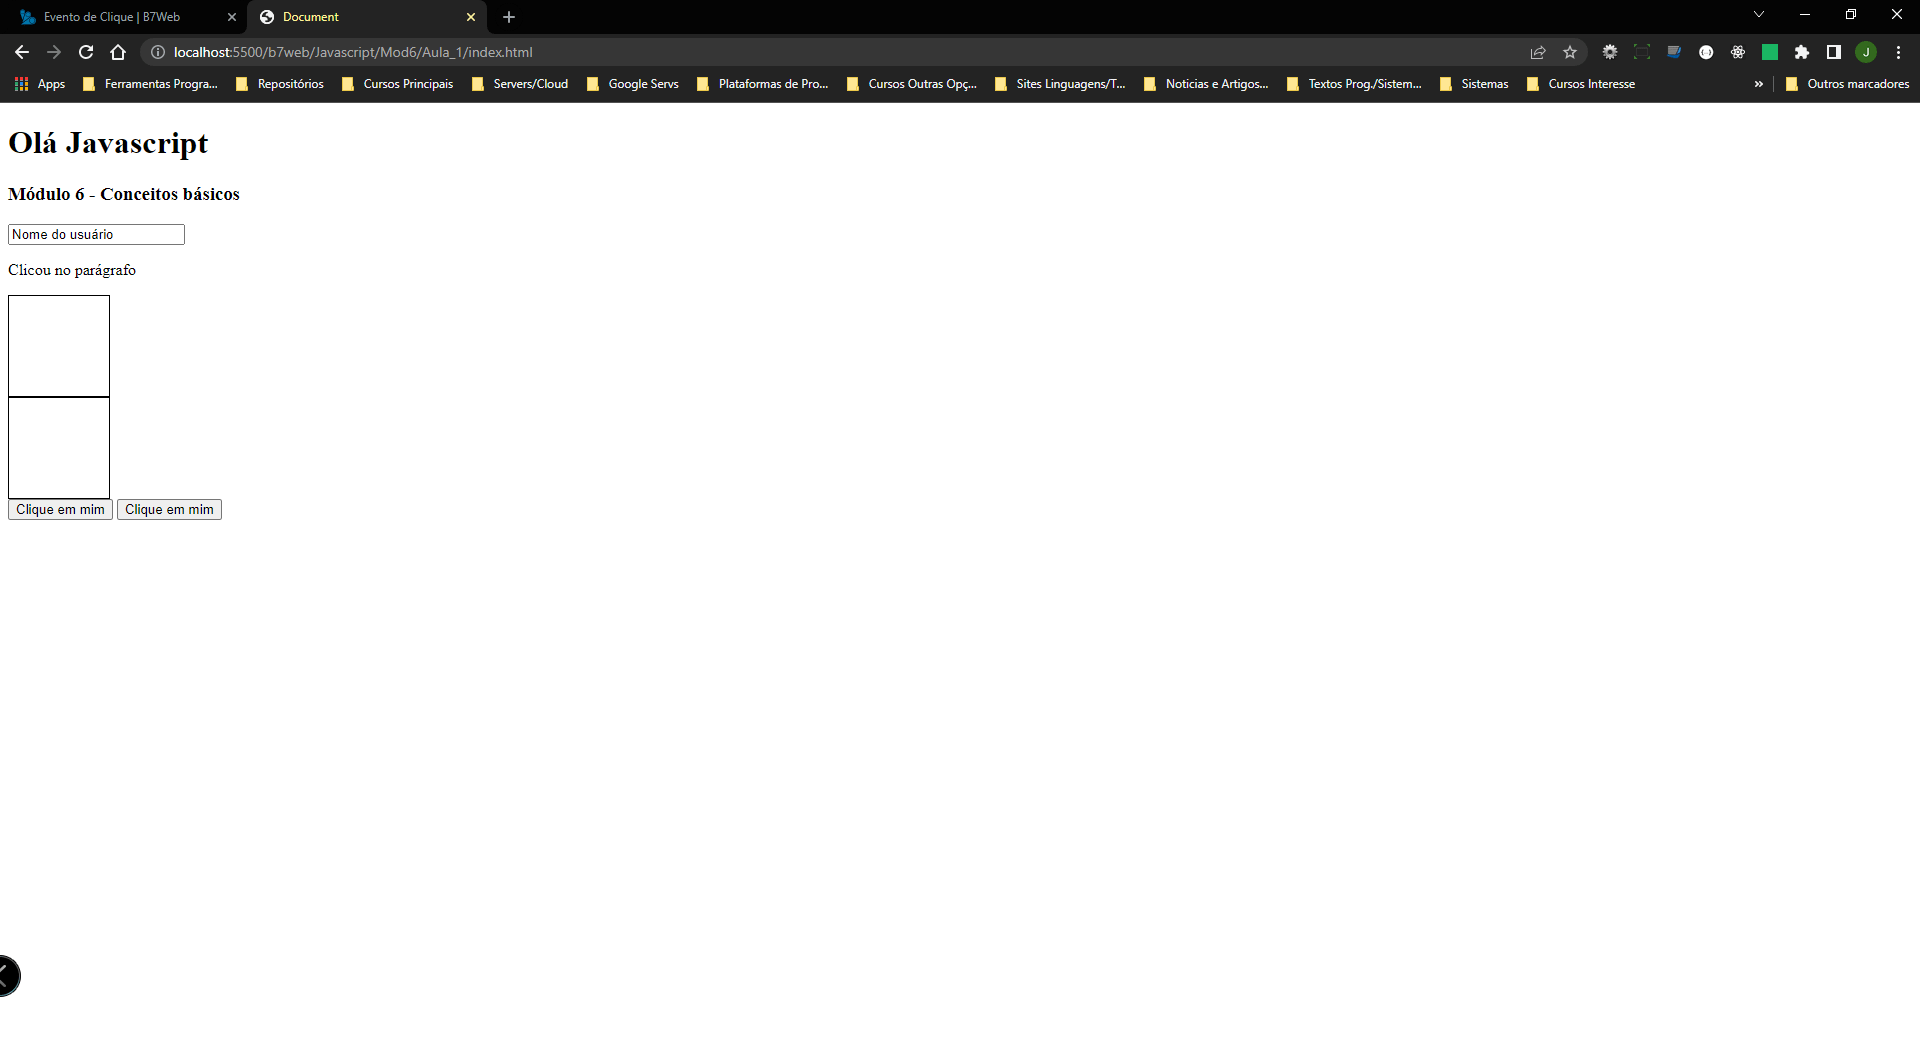 Evento de Clique | B7Web
Document
localhost:5500/b7web/Javascript/Mod6/Aula_1/index.html
J
Apps
Ferramentas Progra...
Repositórios
Cursos Principais
Servers/Cloud
Google Servs
Plataformas de Pro...
Cursos Outras Opç...
Sites Linguagens/T...
Noticias e Artigos...
Textos Prog./Sistem...
Sistemas
Cursos Interesse
»
Outros marcadores
Olá Javascript
Módulo 6 - Conceitos básicos
Nome do usuário
Clicou no parágrafo
Clique em mim Clique em mim